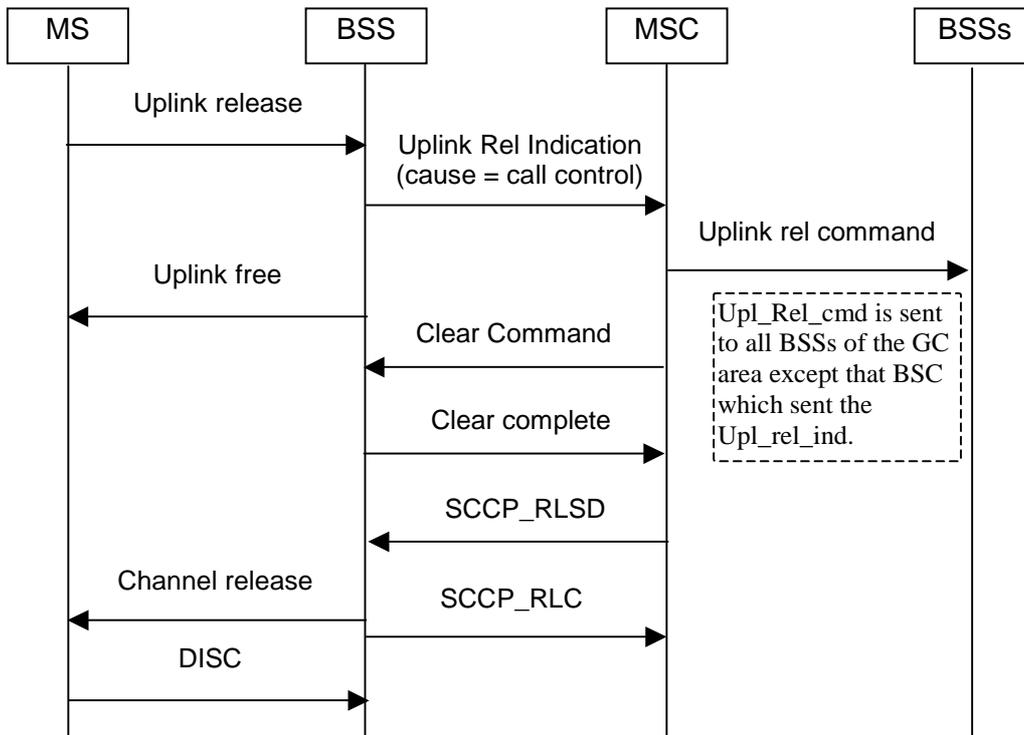 MS
BSS
MSC
BSSs
Uplink release
Uplink Rel Indication
(cause = call control)
Uplink rel command
Uplink free
Upl_Rel_cmd is sent
to all BSSs of the GC
area except that BSC
which sent the
Upl_rel_ind.
Clear Command
Clear complete
SCCP_RLSD
Channel release
SCCP_RLC
DISC